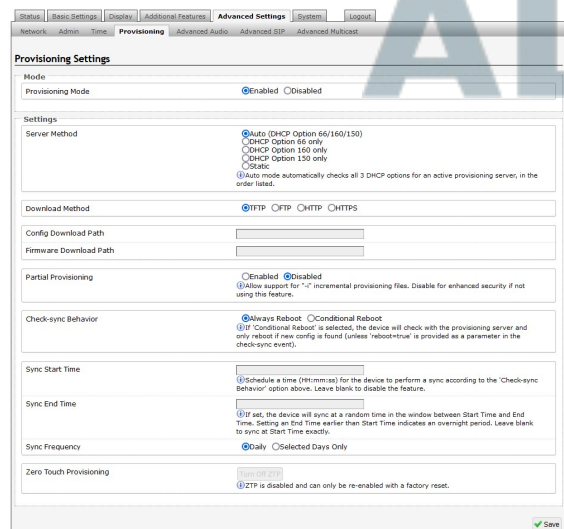 Status Basic Settings Display Additional Features Advanced Settings System Logout
Network Admin Time Provisioning Advanced Audio Advanced SIP Advanced Multicast
Provisioning Settings
Mode
Provisioning Mode Enabled Disabled
Settings
Server Method Auto (DHCP Option 66/160/150)
DHCP Option 66 only
DHCP Option 160 only
DHCP Option 150 only
Static
Auto mode automatically checks all 3 DHCP options for an active provisioning server, in the
order listed.
Download Method TFTP FTP HTTP HTTPS
Config Download Path
Firmware Download Path
Partial Provisioning Enabled Disabled
Allow support for "-i" incremental provisioning files. Disable for enhanced security if not
using this feature.
Check-sync Behavior Always Reboot Conditional Reboot
If 'Conditional Reboot' is selected, the device will check with the provisioning server and
only reboot if new config is found (unless 'reboot=true' is provided as a parameter in the
check-sync event).
Sync Start Time
Schedule a time (HH:mm:ss) for the device to perform a sync according to the 'Check-sync
Behavior' option above. Leave blank to disable the feature.
Sync End Time
If set, the device will sync at a random time in the window between Start Time and End
Time. Setting an End Time earlier than Start Time indicates an overnight period. Leave blank
to sync at Start Time exactly.
Sync Frequency Daily Selected Days Only
Zero Touch Provisioning Turn Off ZTP
ZTP is disabled and can only be re-enabled with a factory reset.
Save